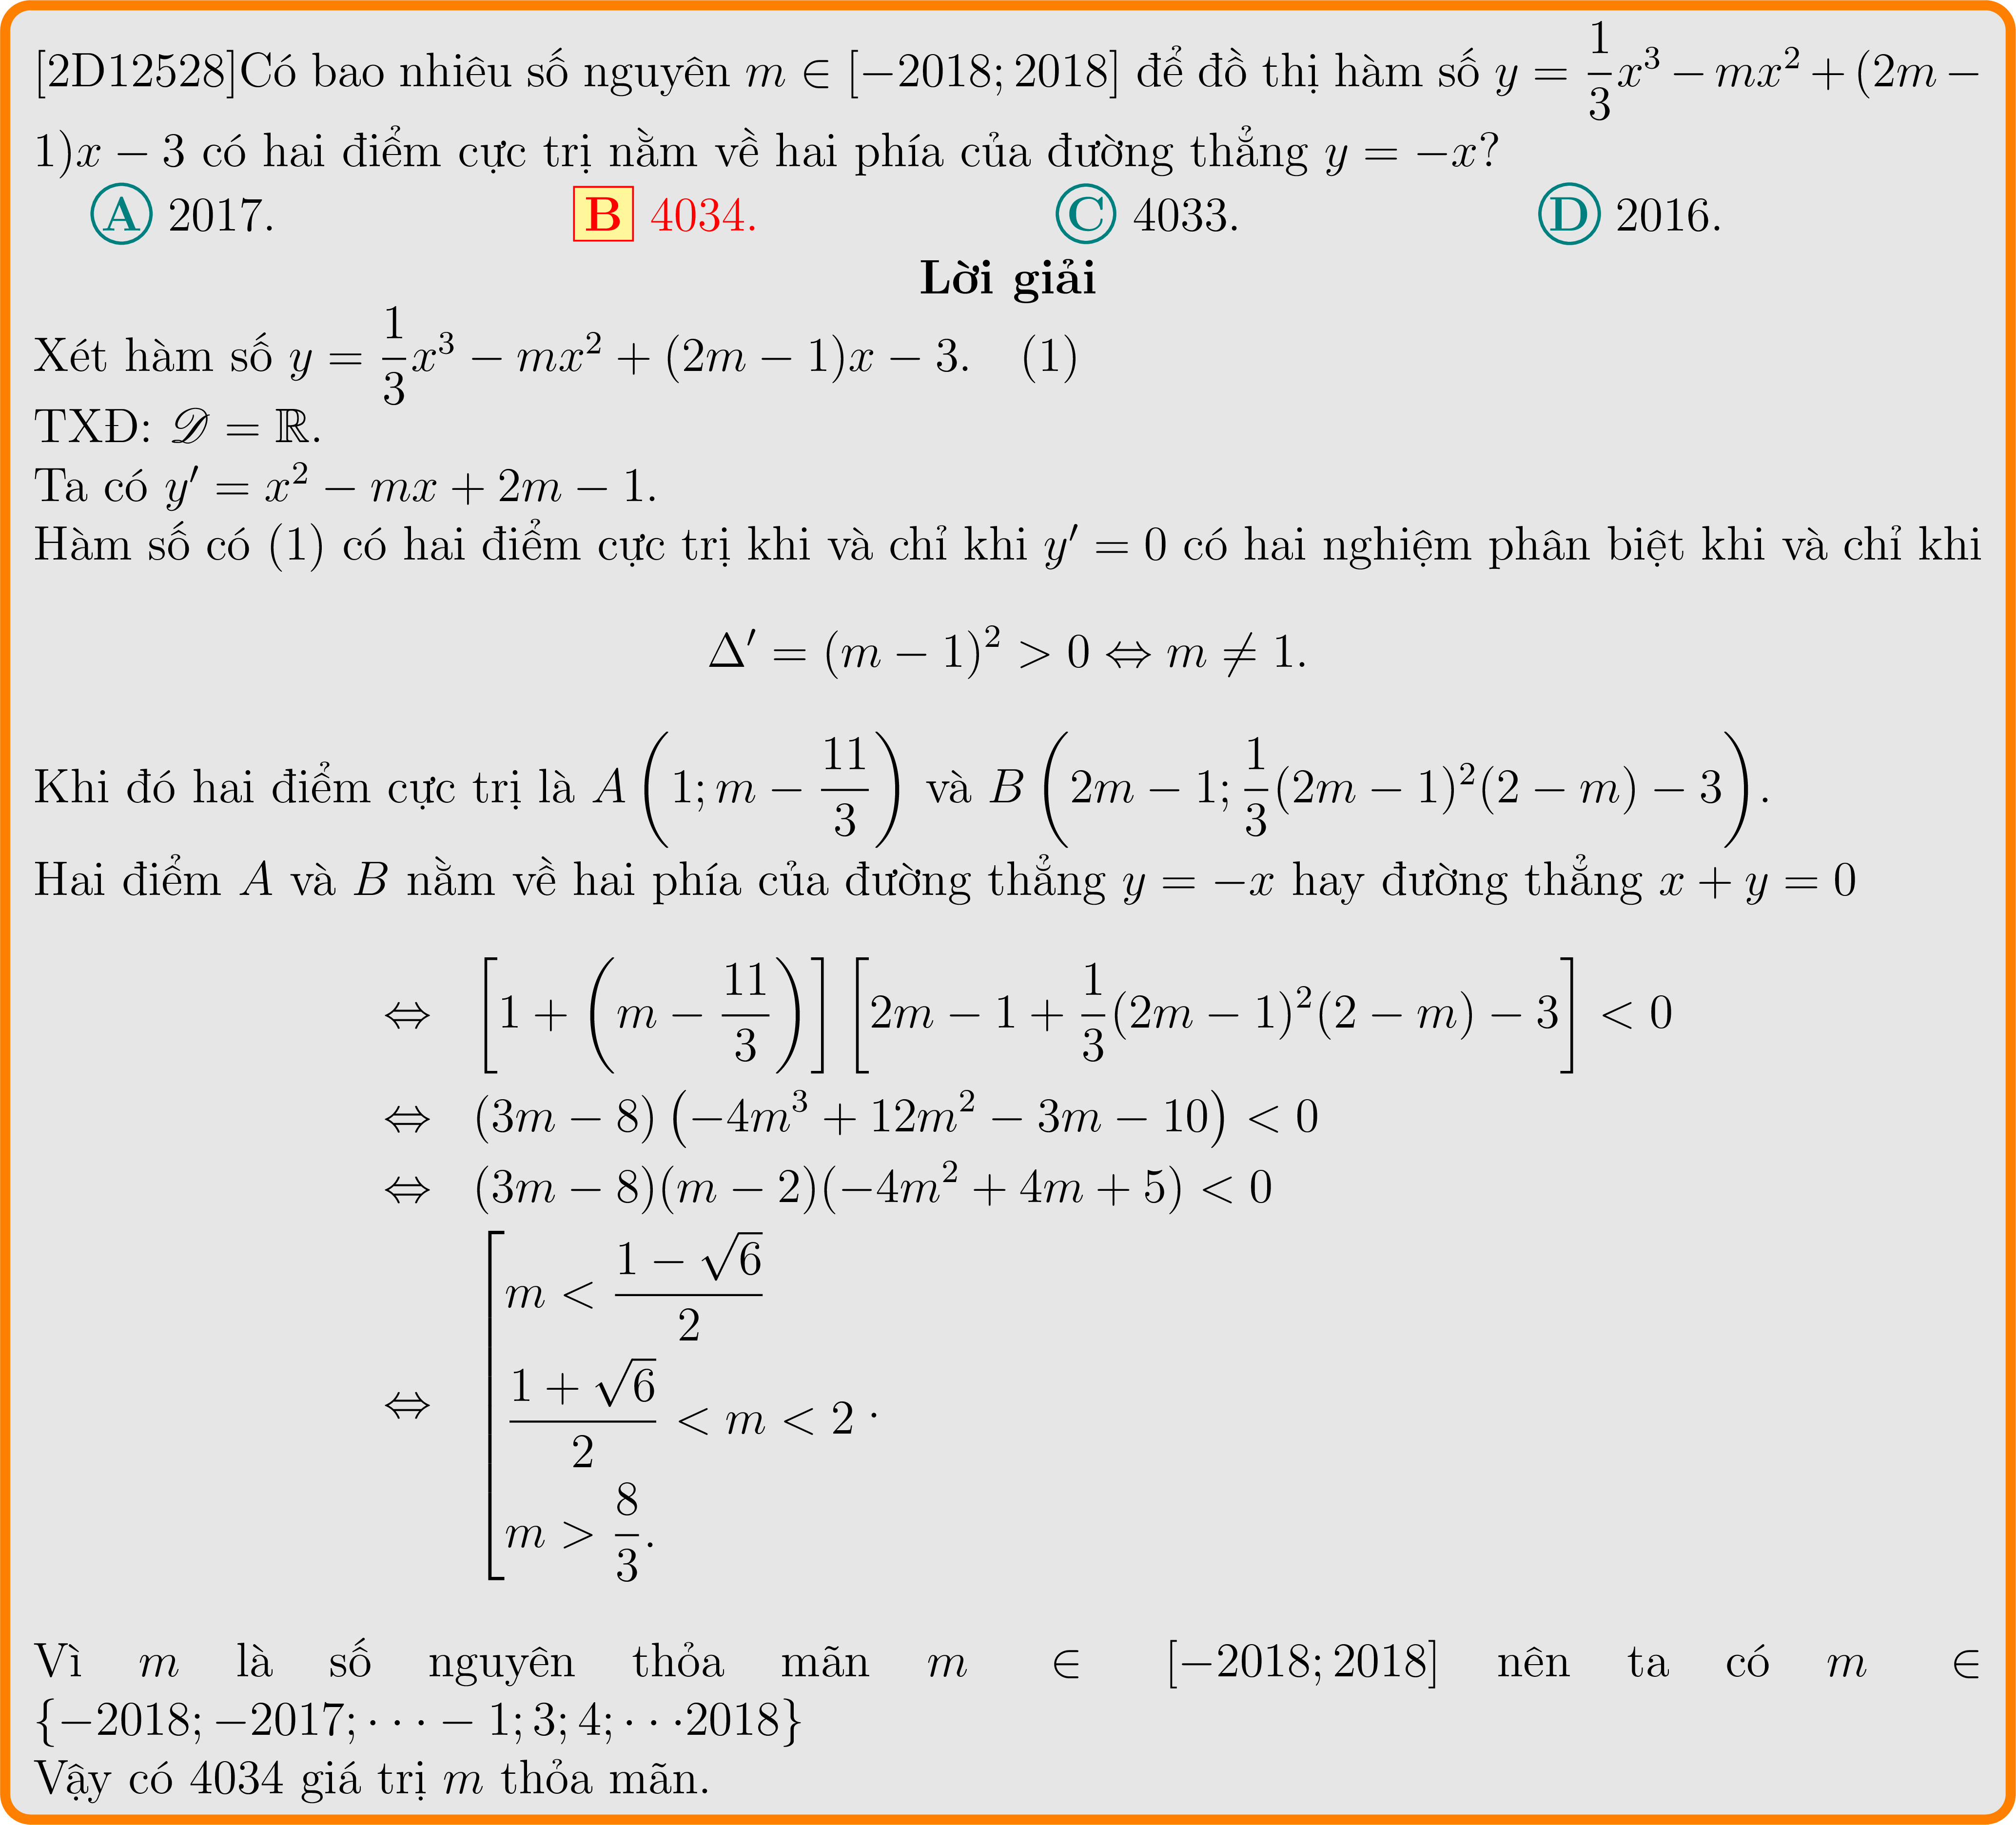 [2D12528]Có bao nhiêu số nguyên $m \in [-2018; 2018]$ để đồ thị hàm số $y = \dfrac{1}{3}x^3 - mx^2 + (2m -$
$1)x - 3$ có hai điểm cực trị nằm về hai phía của đường thẳng $y = -x$?
A 2017. B 4034. C 4033. D 2016.
Lời giải
Xét hàm số $y = \dfrac{1}{3}x^3 - mx^2 + (2m - 1)x - 3.$ (1)
TXĐ: $\mathscr{D} = \mathbb{R}.$
Ta có $y' = x^2 - mx + 2m - 1.$
Hàm số có (1) có hai điểm cực trị khi và chỉ khi $y' = 0$ có hai nghiệm phân biệt khi và chỉ khi
$\Delta' = (m - 1)^2 > 0 \Leftrightarrow m \neq 1.$
Khi đó hai điểm cực trị là $A\left(1; m - \dfrac{11}{3}\right)$ và $B\left(2m - 1; \dfrac{1}{3}(2m - 1)^2(2 - m) - 3\right).$
Hai điểm $A$ và $B$ nằm về hai phía của đường thẳng $y = -x$ hay đường thẳng $x + y = 0$
$\Leftrightarrow \left[1 + \left(m - \dfrac{11}{3}\right)\right]\left[2m - 1 + \dfrac{1}{3}(2m - 1)^2(2 - m) - 3\right] < 0$
$\Leftrightarrow (3m - 8)\left(-4m^3 + 12m^2 - 3m - 10\right) < 0$
$\Leftrightarrow (3m - 8)(m - 2)(-4m^2 + 4m + 5) < 0$
$\Leftrightarrow \left[\begin{array}{l} m < \dfrac{1 - \sqrt{6}}{2} \\ \dfrac{1 + \sqrt{6}}{2} < m < 2 \\ m > \dfrac{8}{3}. \end{array}\right. .$
Vì $m$ là số nguyên thỏa mãn $m \in [-2018; 2018]$ nên ta có $m \in$
$\{-2018; -2017; \cdots - 1; 3; 4; \cdots 2018\}$
Vậy có 4034 giá trị $m$ thỏa mãn.